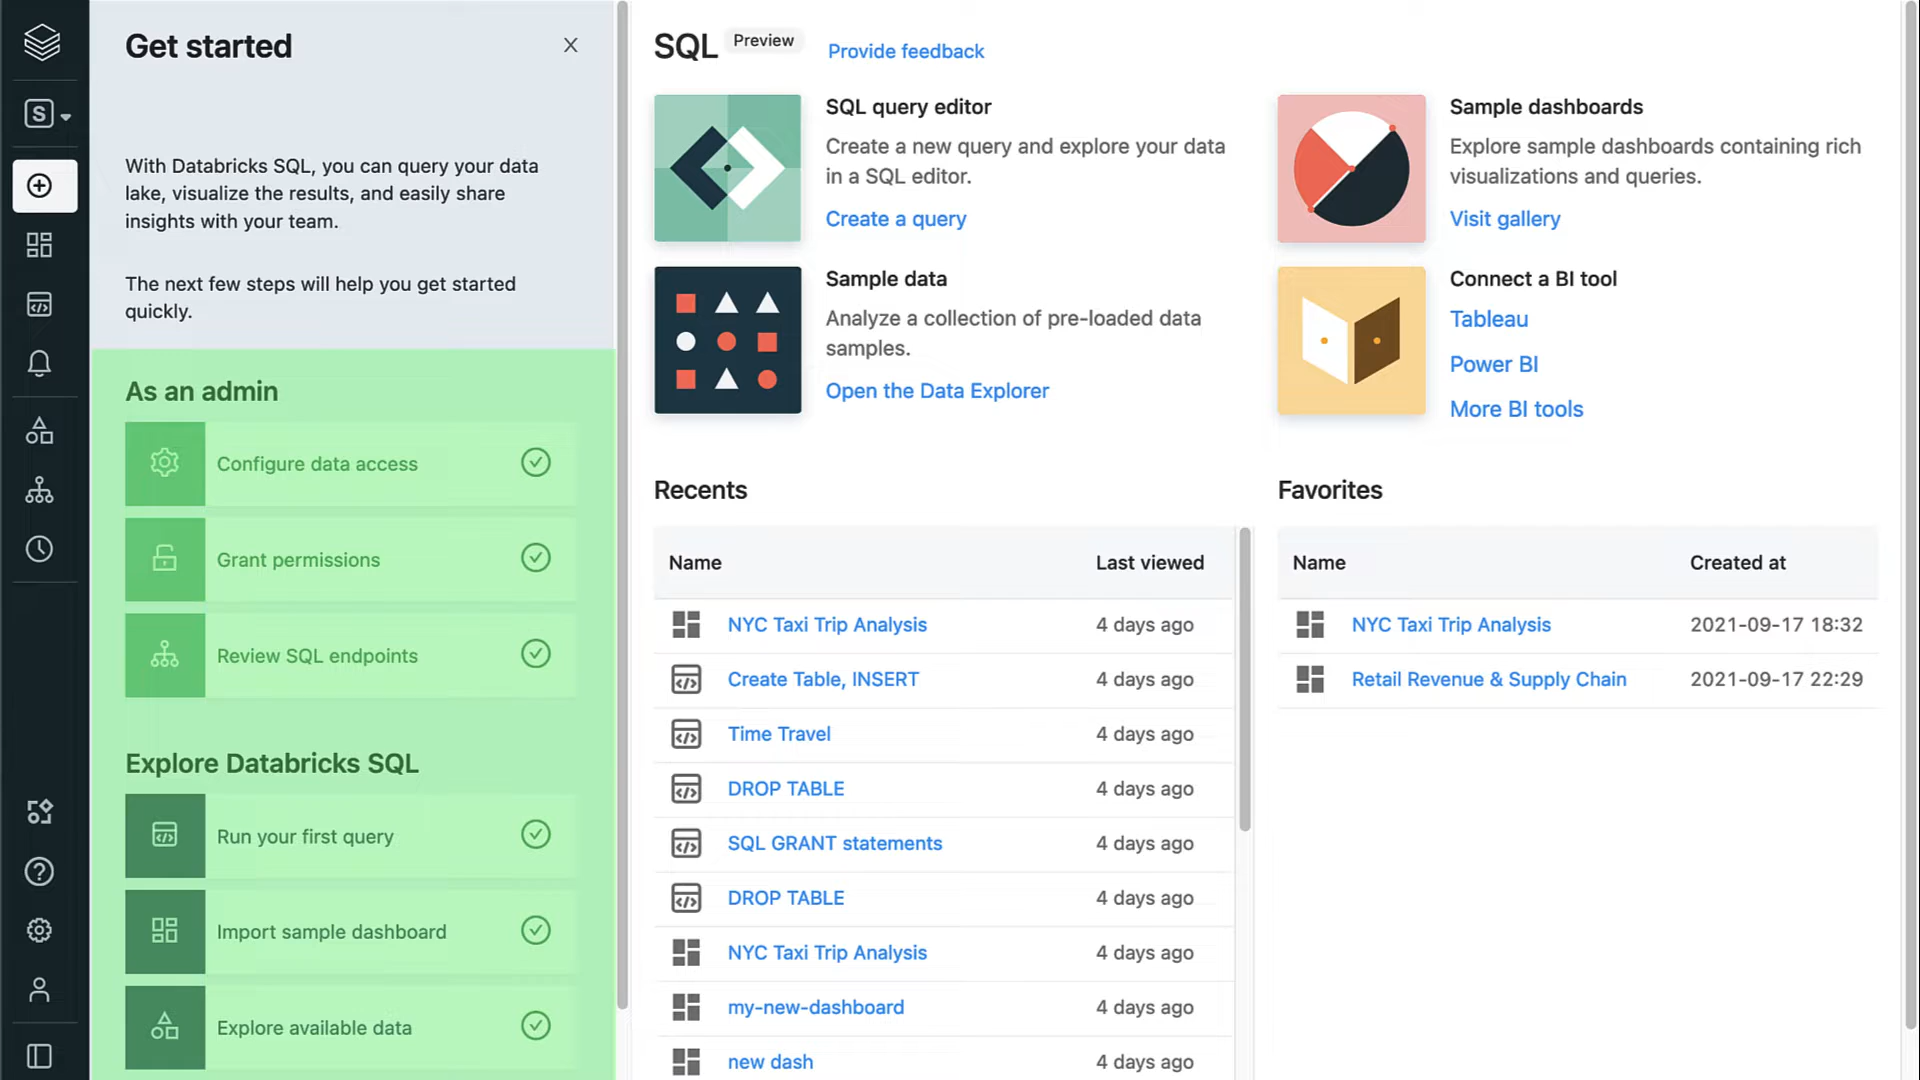 Get started
With Databricks SQL, you can query your data
lake, visualize the results, and easily share
insights with your team.
The next few steps will help you get started
quickly.
As an admin
Configure data access
Grant permissions
Review SQL endpoints
Explore Databricks SQL
Run your first query
Import sample dashboard
Explore available data
S
SQL Preview Provide feedback
SQL query editor
Create a new query and explore your data
in a SQL editor.
Create a query
Sample dashboards
Explore sample dashboards containing rich
visualizations and queries.
Visit gallery
Sample data
Analyze a collection of pre-loaded data
samples.
Open the Data Explorer
Connect a BI tool
Tableau
Power BI
More BI tools
Recents
Name Last viewed
NYC Taxi Trip Analysis 4 days ago
Create Table, INSERT 4 days ago
Time Travel 4 days ago
DROP TABLE 4 days ago
SQL GRANT statements 4 days ago
DROP TABLE 4 days ago
NYC Taxi Trip Analysis 4 days ago
my-new-dashboard 4 days ago
new dash 4 days ago
Favorites
Name Created at
NYC Taxi Trip Analysis 2021-09-17 18:32
Retail Revenue & Supply Chain 2021-09-17 22:29